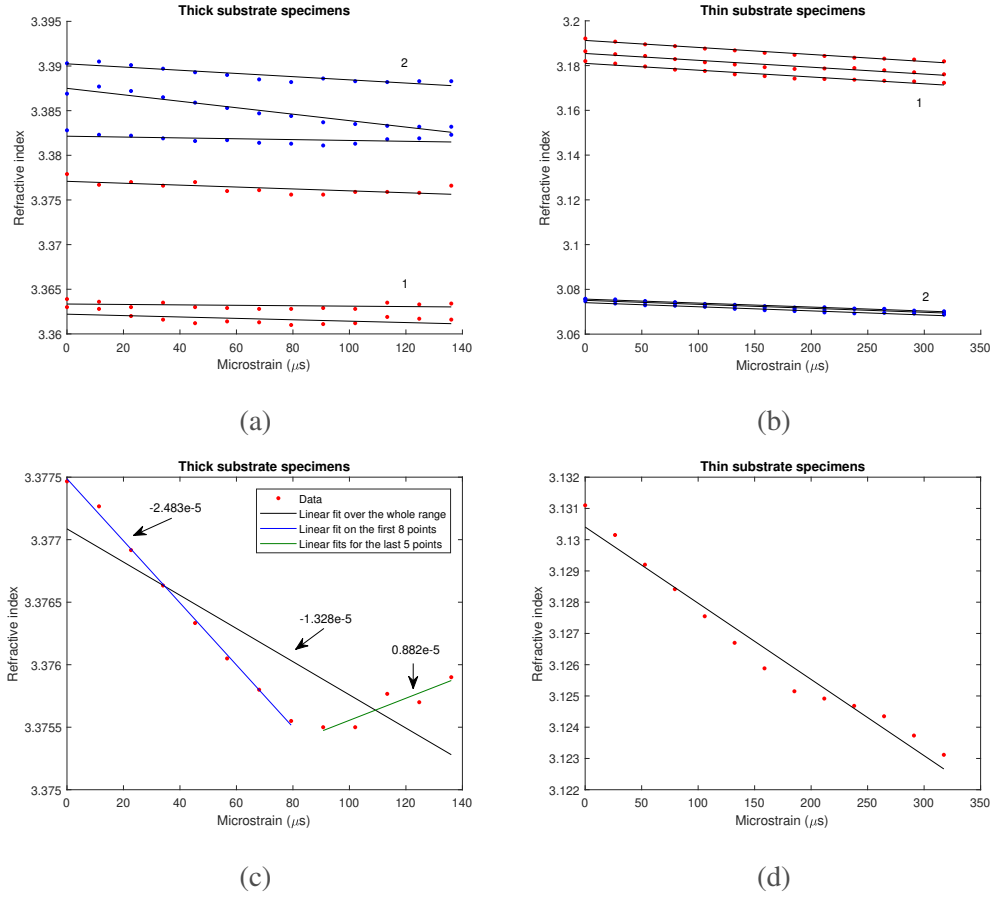 Thick substrate specimens
3.395
3.39
3.385
3.38
3.375
3.37
3.365
3.36
Refractive index
2
1
0 20 40 60 80 100 120 140
Microstrain (μs)
(a)
Thin substrate specimens
3.2
3.18
3.16
3.14
3.12
3.1
3.08
3.06
Refractive index
1
2
0 50 100 150 200 250 300 350
Microstrain (μs)
(b)
Thick substrate specimens
3.3775
3.377
3.3765
3.376
3.3755
3.375
Refractive index
-2.483e-5
Data
Linear fit over the whole range
Linear fit on the first 8 points
Linear fits for the last 5 points
-1.328e-5
0.882e-5
0 20 40 60 80 100 120 140
Microstrain (μs)
(c)
Thin substrate specimens
3.132
3.131
3.13
3.129
3.128
3.127
3.126
3.125
3.124
3.123
3.122
Refractive index
0 50 100 150 200 250 300 350
Microstrain (μs)
(d)